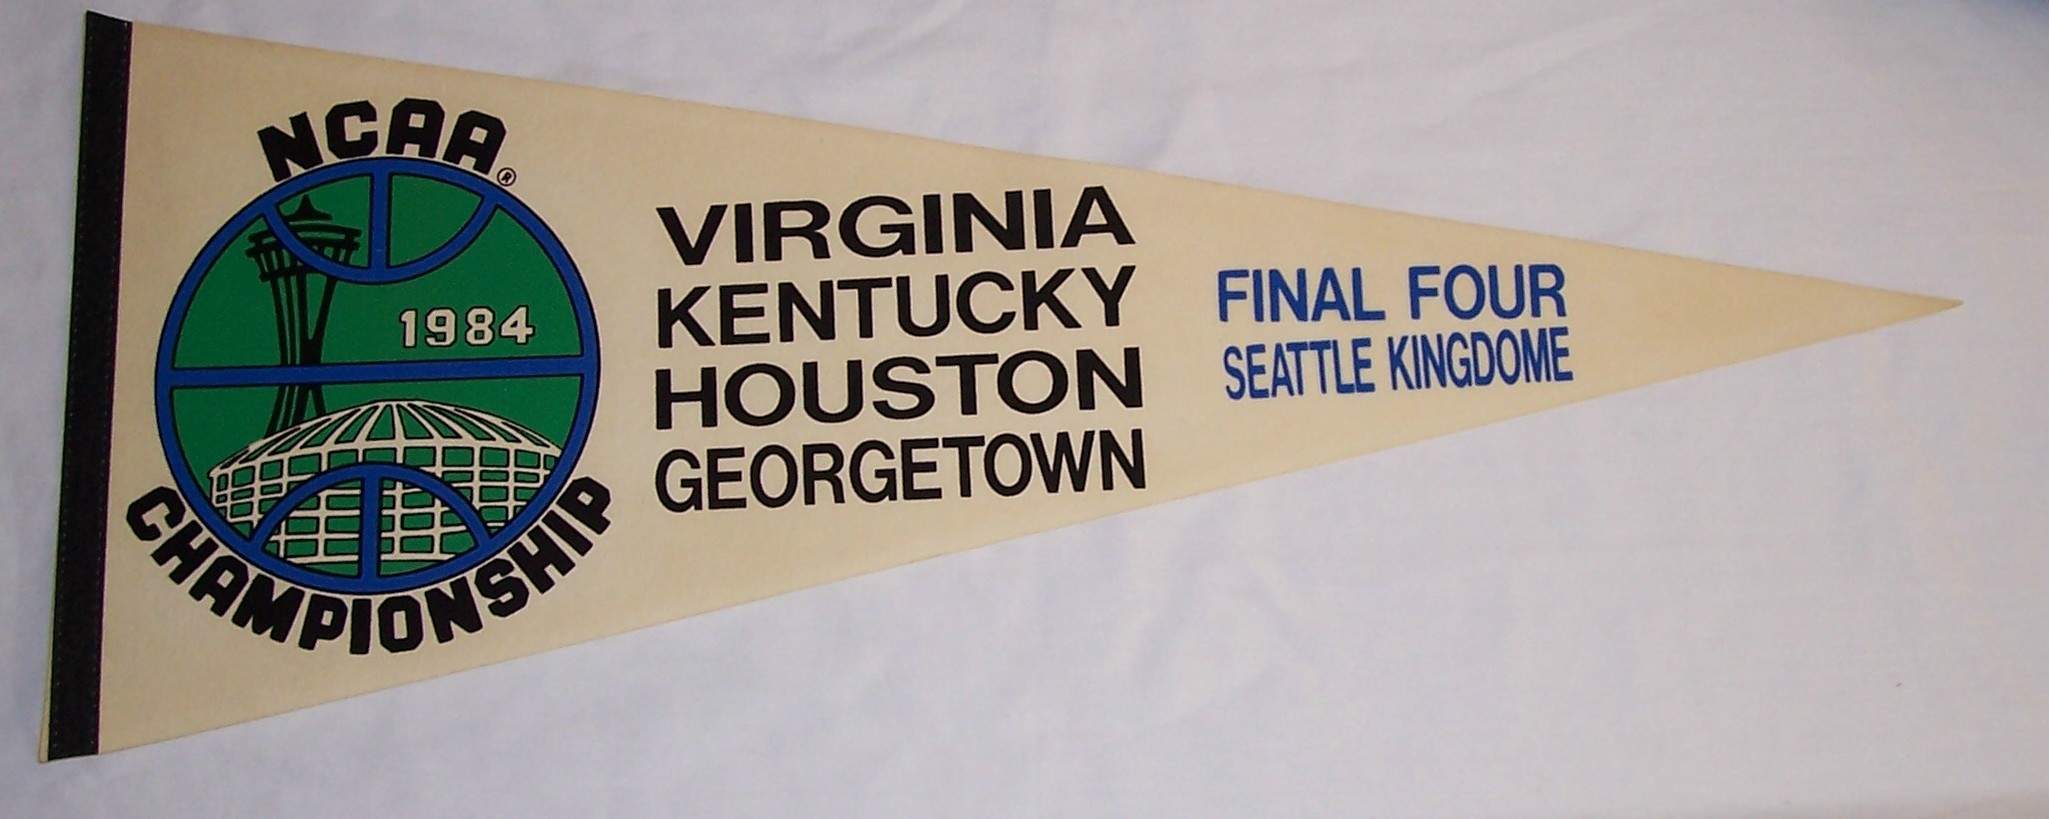 NCAA®
1984
CHAMPIONSHIP
VIRGINIA
KENTUCKY
HOUSTON
GEORGETOWN
FINAL FOUR
SEATTLE KINGDOME